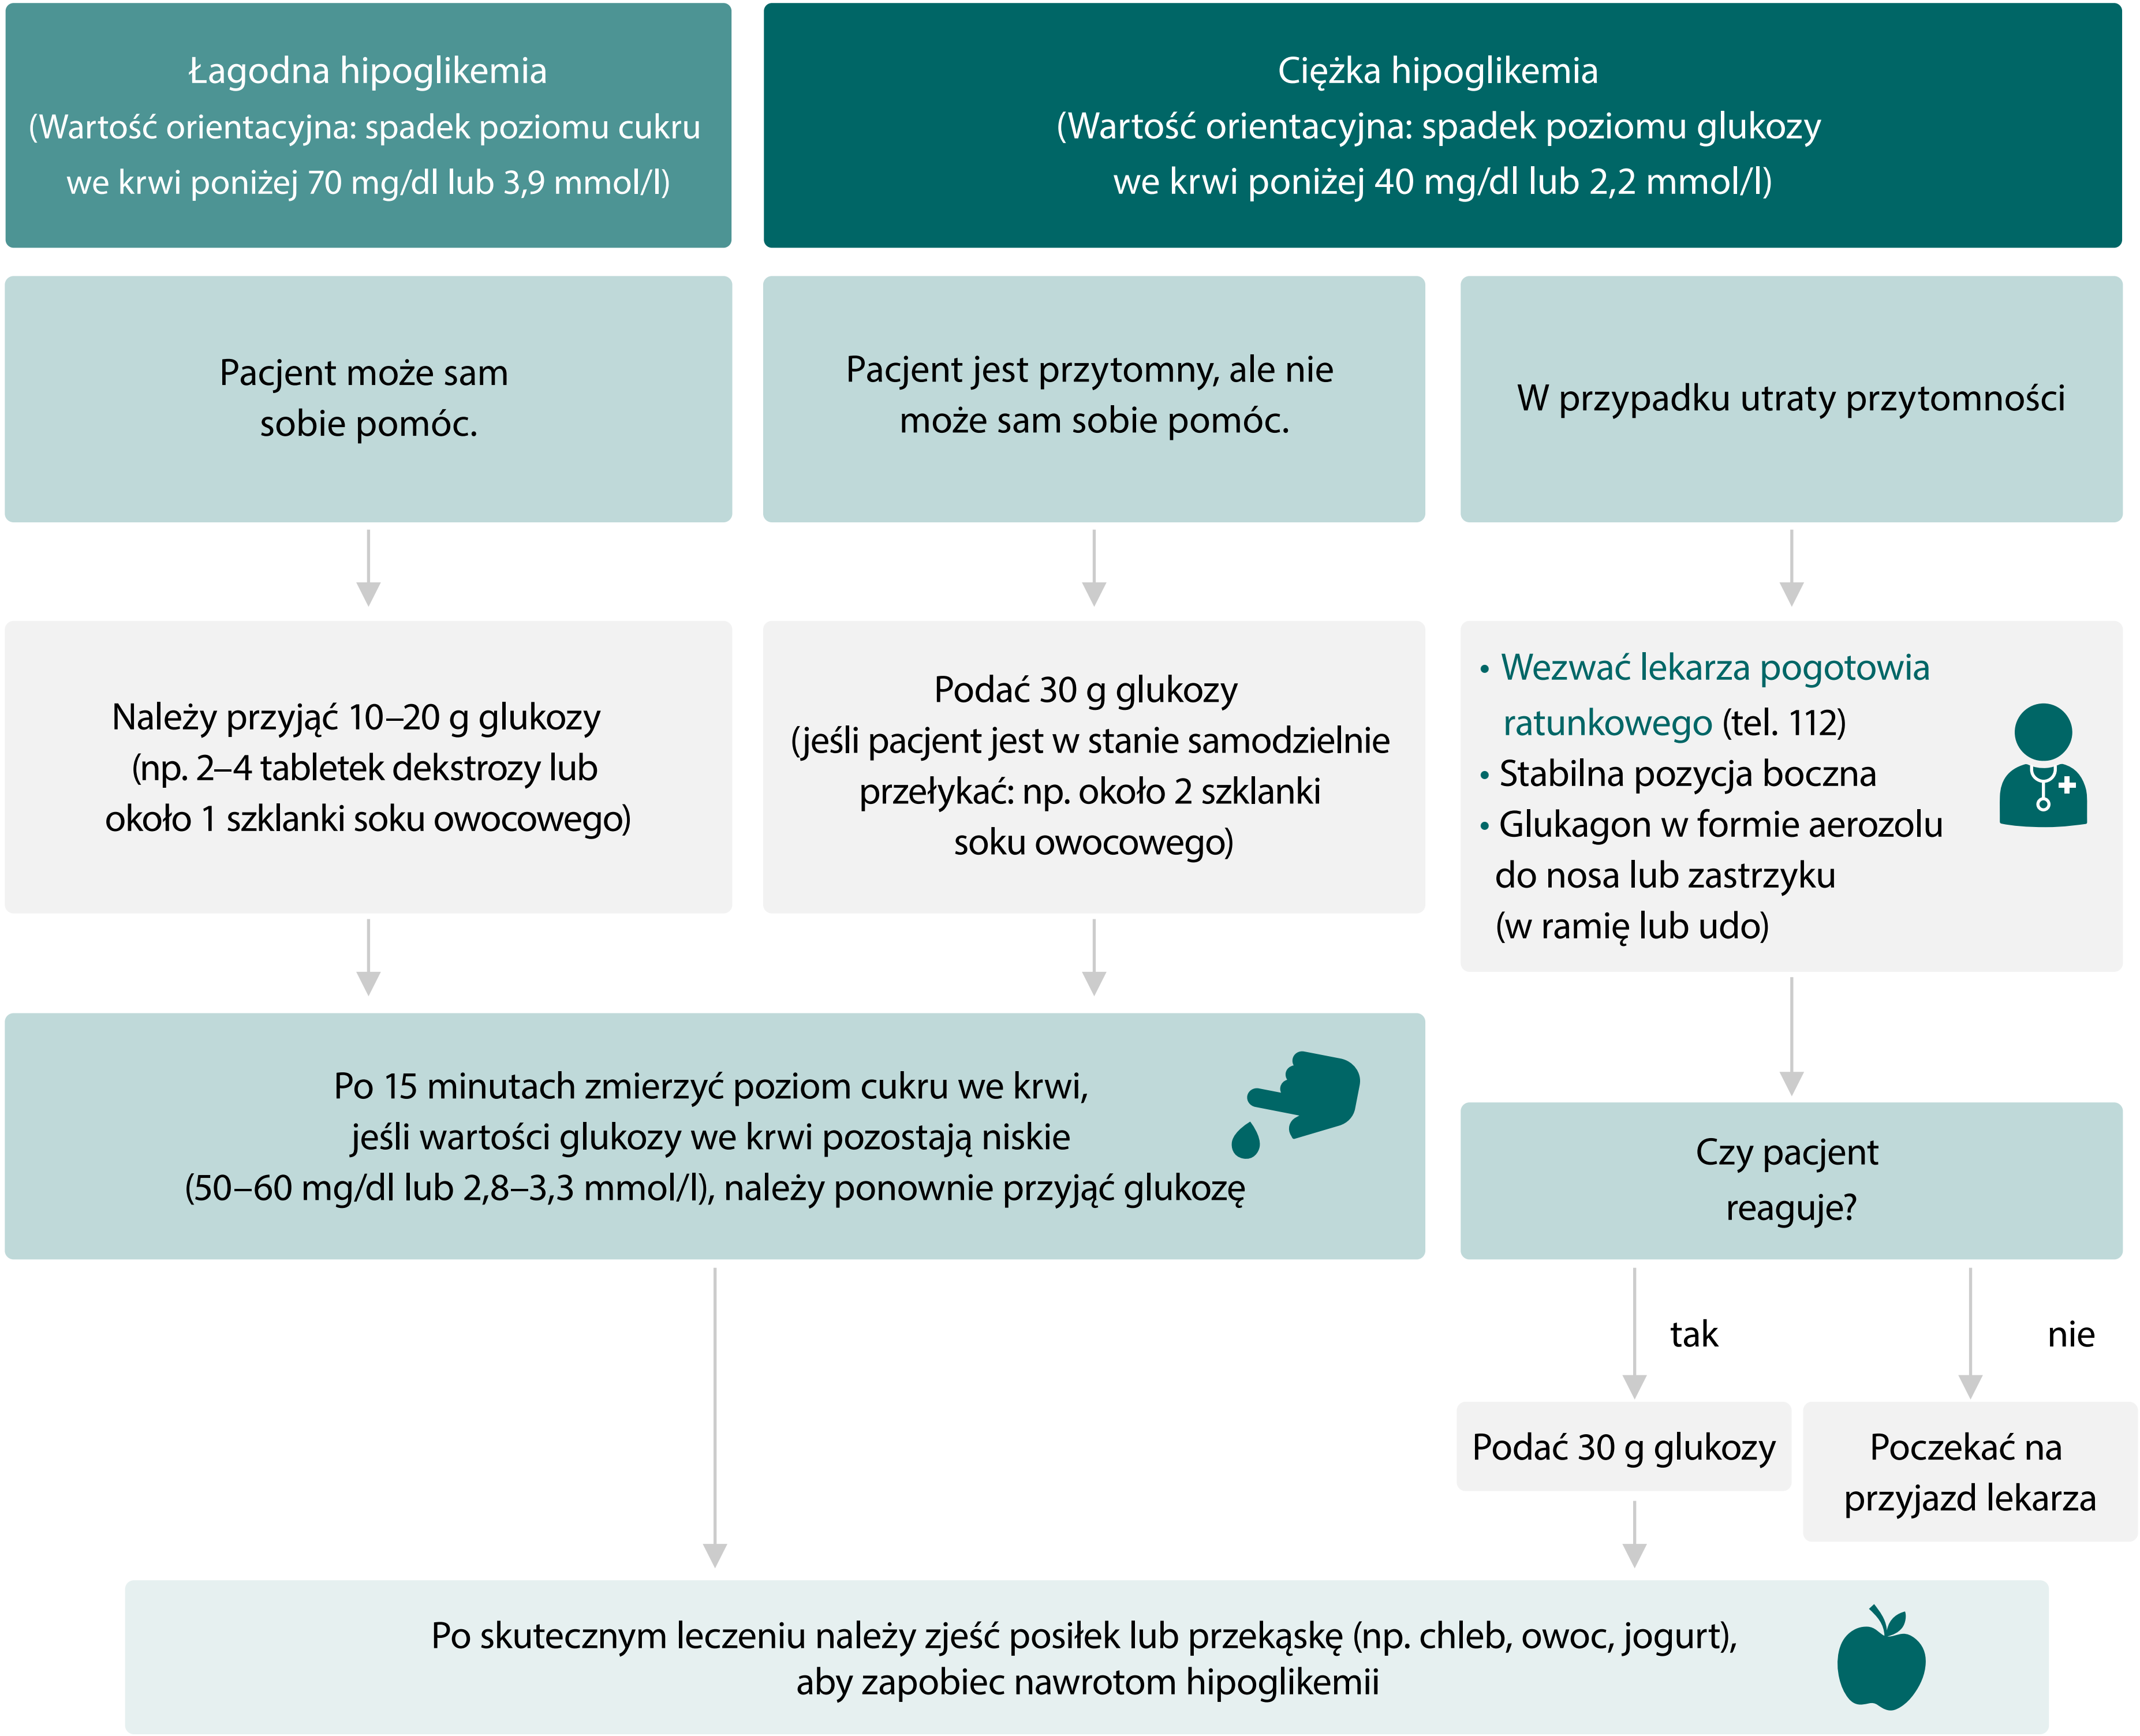 Łagodna hipoglikemia
(Wartość orientacyjna: spadek poziomu cukru
we krwi poniżej 70 mg/dl lub 3,9 mmol/l)
Ciężka hipoglikemia
(Wartość orientacyjna: spadek poziomu glukozy
we krwi poniżej 40 mg/dl lub 2,2 mmol/l)
Pacjent może sam
sobie pomóc.
Pacjent jest przytomny, ale nie
może sam sobie pomóc.
W przypadku utraty przytomności
Należy przyjąć 10–20 g glukozy
(np. 2–4 tabletek dekstrozy lub
około 1 szklanki soku owocowego)
Podać 30 g glukozy
(jeśli pacjent jest w stanie samodzielnie
przełykać: np. około 2 szklanki
soku owocowego)
• Wezwać lekarza pogotowia
ratunkowego (tel. 112)
• Stabilna pozycja boczna
• Glukagon w formie aerozolu
do nosa lub zastrzyku
(w ramię lub udo)
Po 15 minutach zmierzyć poziom cukru we krwi,
jeśli wartości glukozy we krwi pozostają niskie
(50–60 mg/dl lub 2,8–3,3 mmol/l), należy ponownie przyjąć glukozę
Czy pacjent
reaguje?
tak
nie
Podać 30 g glukozy
Poczekać na
przyjazd lekarza
Po skutecznym leczeniu należy zjeść posiłek lub przekąskę (np. chleb, owoc, jogurt),
aby zapobiec nawrotom hipoglikemii